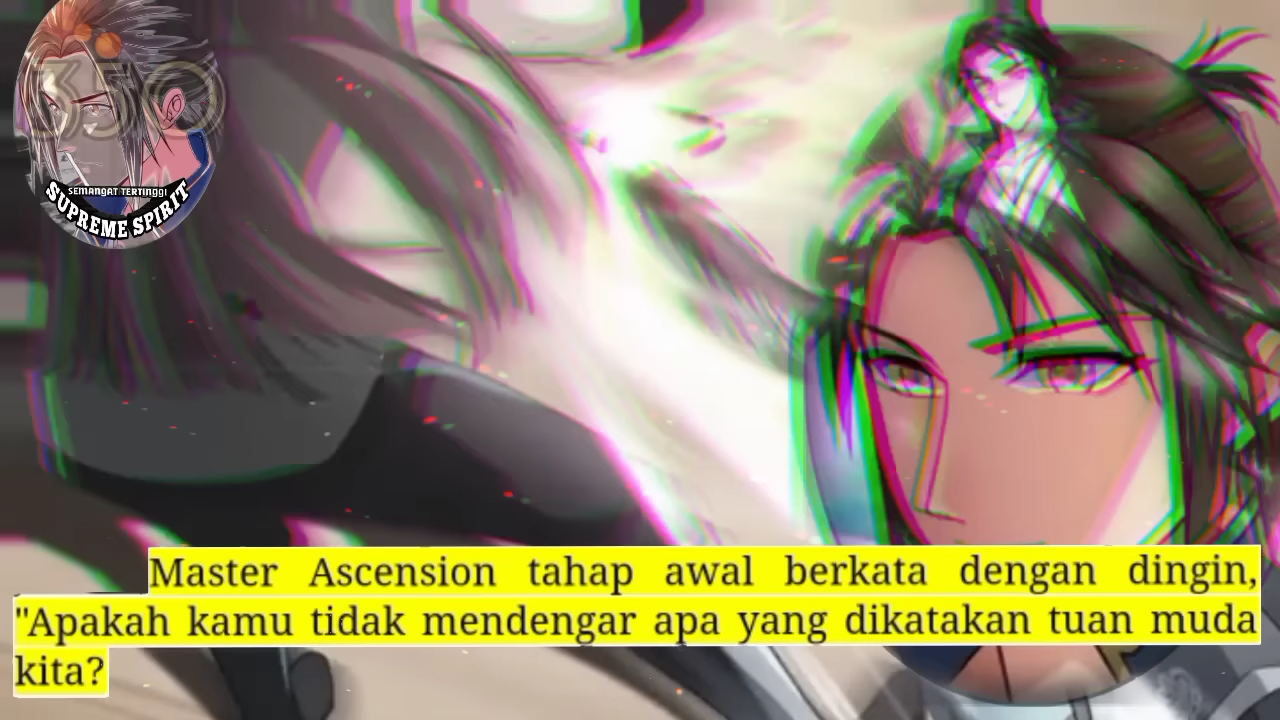 350
SEMANGAT TERTINGGI
SUPREME SPIRIT
Master Ascension tahap awal berkata dengan dingin,
"Apakah kamu tidak mendengar apa yang dikatakan tuan muda
kita?